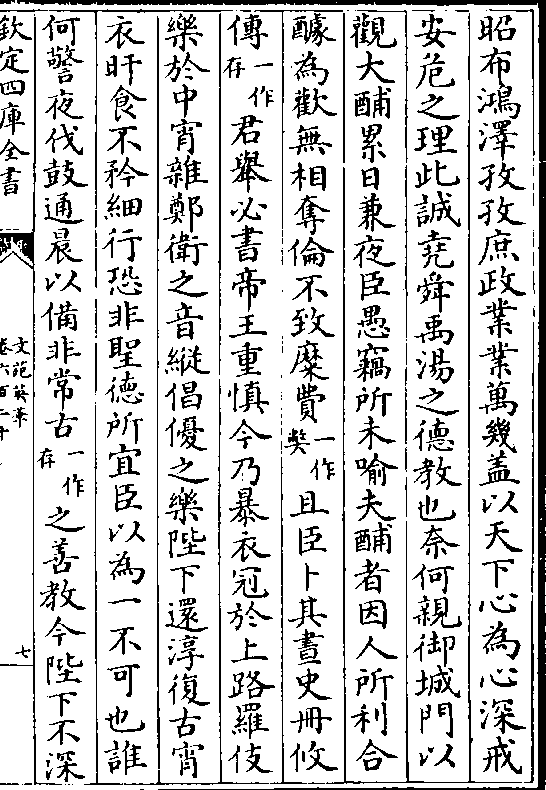 昭布鴻澤孜孜庶政業業萬幾蓋以天下心為心深戒
安危之理此誠堯舜禹湯之德教也奈何親御城門以
觀大酺累日兼夜臣愚竊所未喻夫酺者因人所利合
醵為歡無相奪倫不致糜費一作獘且臣卜其晝史冊攸
傳一作存君舉必書帝王重慎今乃暴衣冠於上路羅伎
樂於中宵雜鄭衛之音縱倡優之樂陛下還淳復古宵
衣旰食不矜細行恐非聖德所宜臣以為一不可也誰
何警夜伐鼓通晨以備非常古一作存之善教今陛下不深
欽定四庫全書
文苑英華
卷六百二十
七